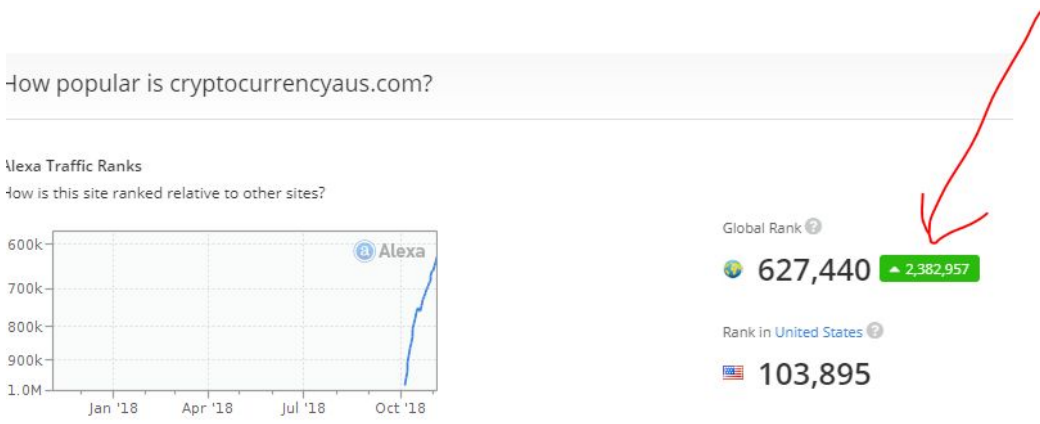 How popular is cryptocurrencyaus.com?
Alexa Traffic Ranks
How is this site ranked relative to other sites?
600k
700k
800k
900k
1.0M
Jan '18
Apr '18
Jul '18
Oct '18
a Alexa
Global Rank ?
627,440 2,382,957
Rank in United States ?
103,895